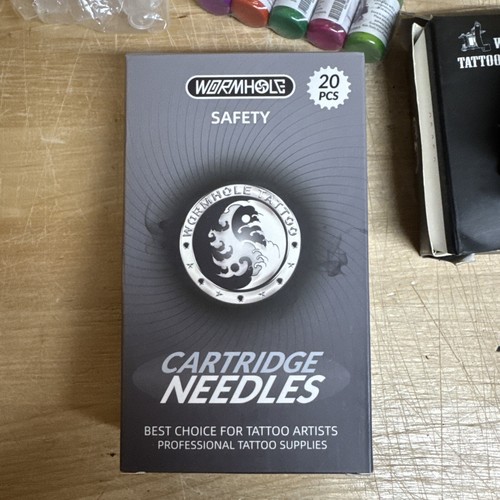 WORMHOLE
20
PCS
SAFETY
WORMHOLE TATTOO
CARTRIDGE
NEEDLES
BEST CHOICE FOR TATTOO ARTISTS
PROFESSIONAL TATTOO SUPPLIES
TATTOO